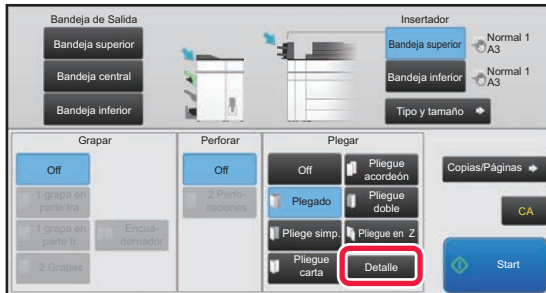 Bandeja de Salida
Insertador
Bandeja superior
Bandeja central
Bandeja inferior
Bandeja superior
Normal 1
A3
Bandeja inferior
Normal 1
A3
Tipo y tamaño
Grapar
Perforar
Plegar
Off
1 grapa en
parte tra.
1 grapa en
parte fr.
Encua-
dernador
2 Grapas
Off
2 Perfo-
raciones
Off
Pliegue
acordeón
Plegado
Pliegue
doble
Pliege simp.
Pliegue en Z
Pliegue
carta
Detalle
Copias/Páginas
CA
Start